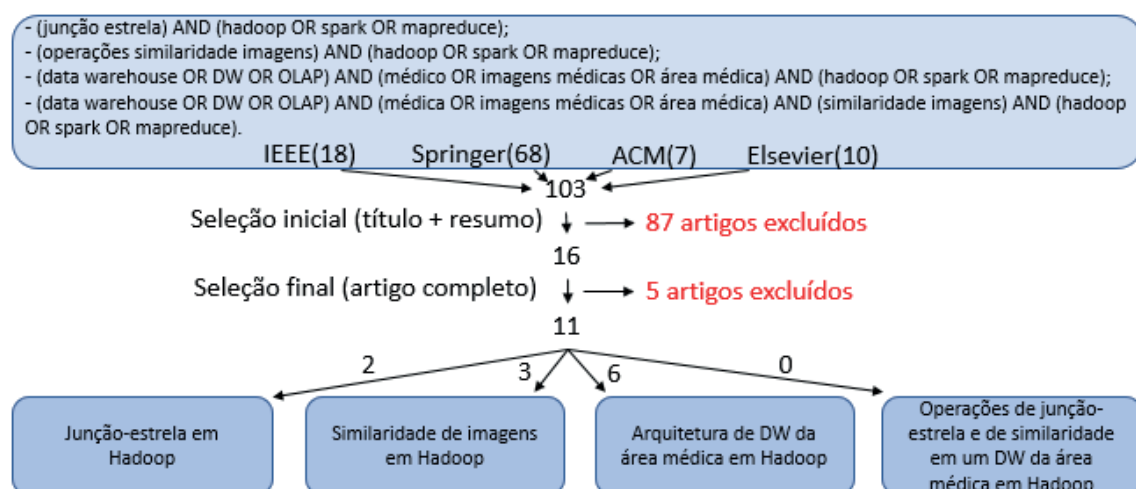 - (junção estrela) AND (hadoop OR spark OR mapreduce);
- (operações similaridade imagens) AND (hadoop OR spark OR mapreduce);
- (data warehouse OR DW OR OLAP) AND (médico OR imagens médicas OR área médica) AND (hadoop OR spark OR mapreduce);
- (data warehouse OR DW OR OLAP) AND (médica OR imagens médicas OR área médica) AND (similaridade imagens) AND (hadoop
OR spark OR mapreduce).
IEEE(18) Springer(68) ACM(7) Elsevier(10)
103
Seleção inicial (título + resumo) 87 artigos excluídos
16
Seleção final (artigo completo) 5 artigos excluídos
11
2 3 6 0
Junção-estrela em
Hadoop
Similaridade de imagens
em Hadoop
Arquitetura de DW da
área médica em Hadoop
Operações de junção-
estrela e de similaridade
em um DW da área
médica em Hadoop